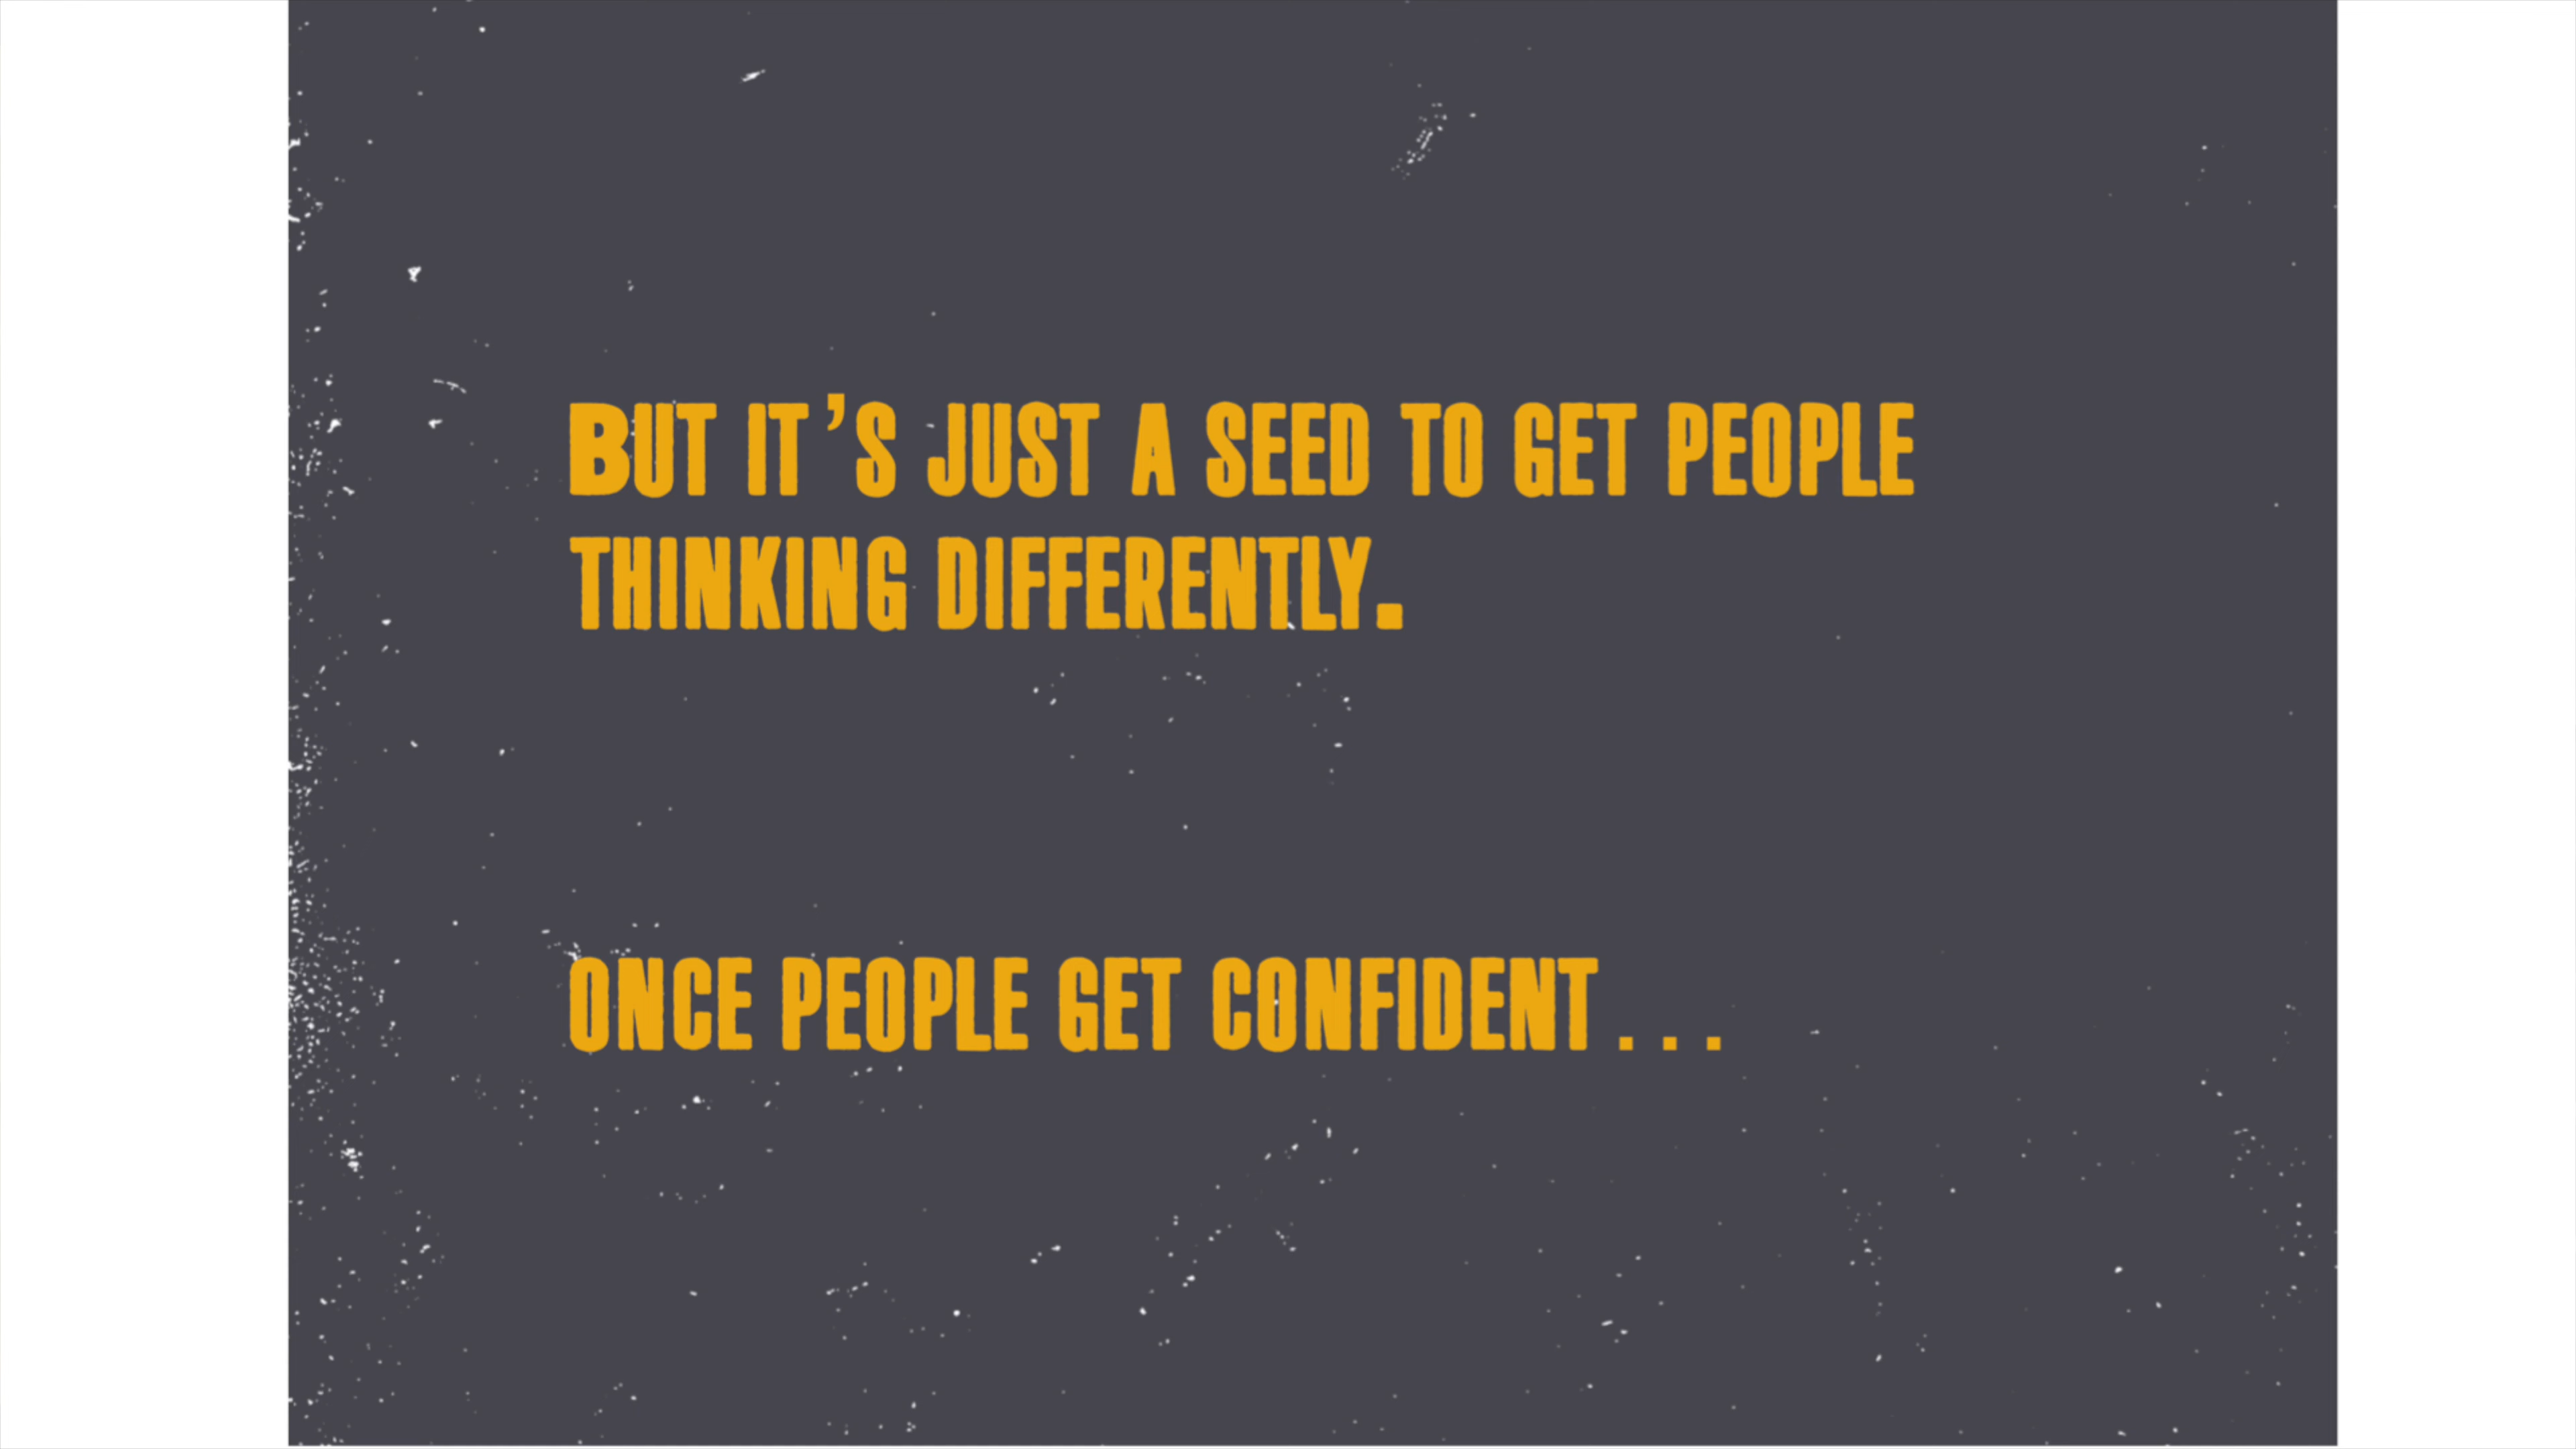 BUT IT'S JUST A SEED TO GET PEOPLE
THINKING DIFFERENTLY.
ONCE PEOPLE GET CONFIDENT...